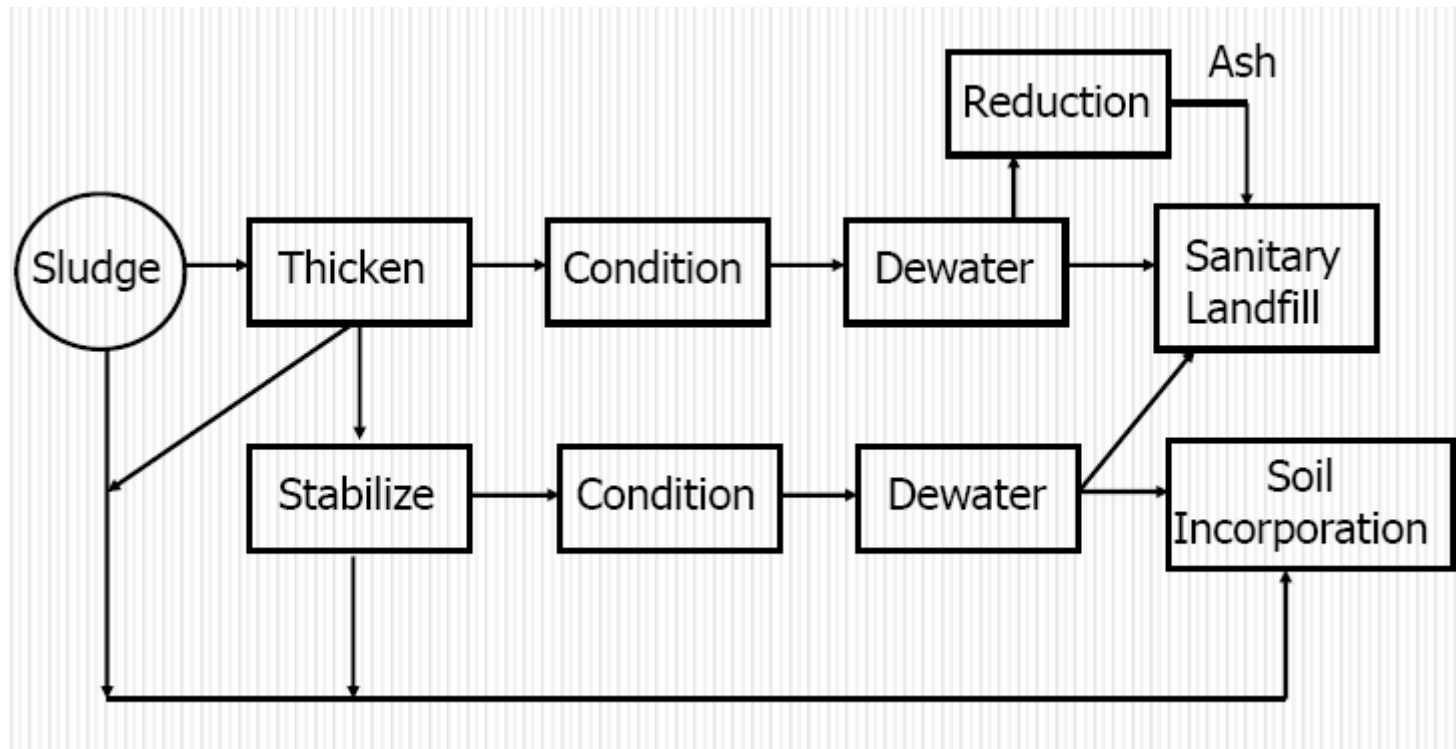 Ash
Reduction
Sludge
Thicken
Condition
Dewater
Sanitary
Landfill
Stabilize
Condition
Dewater
Soil
Incorporation